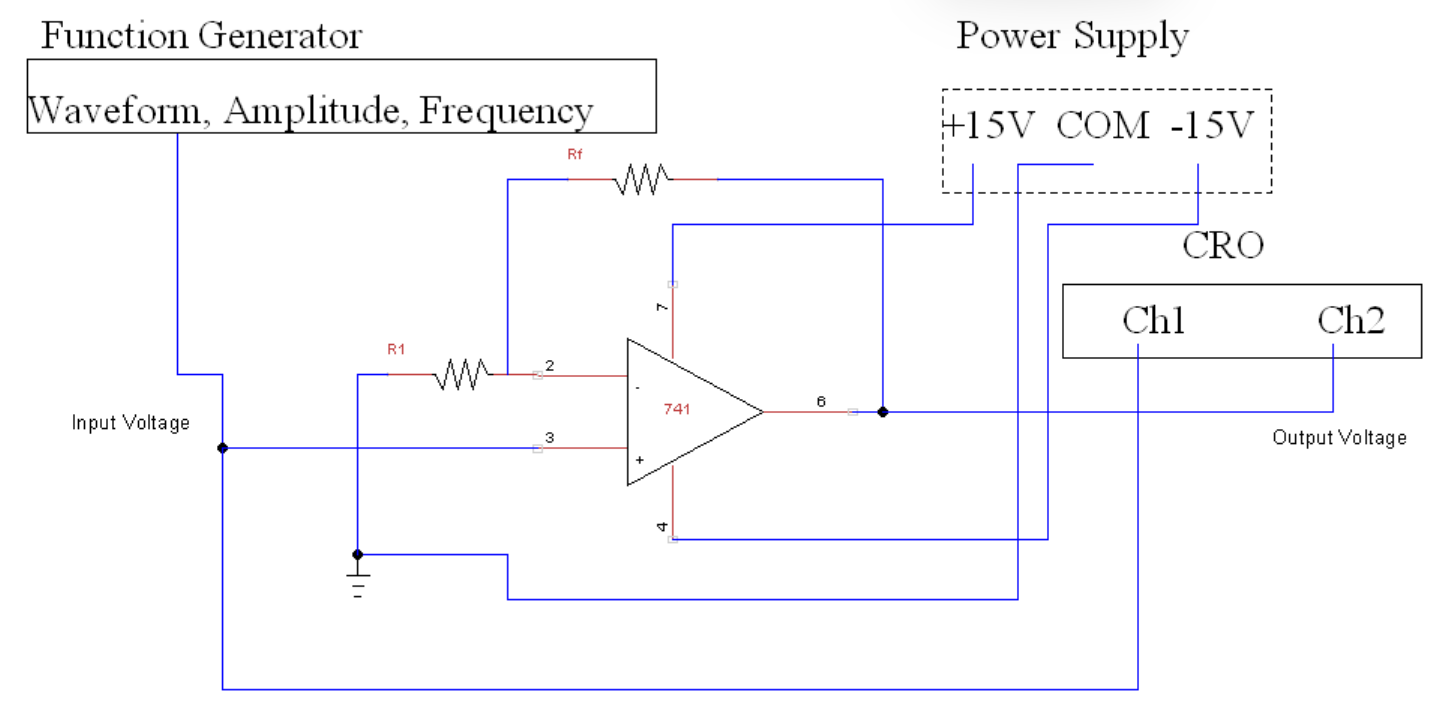 Function Generator
Power Supply
Waveform, Amplitude, Frequency
+15V COM -15V
Rf
CRO
7
Ch1 Ch2
R1
2
-
741
6
Input Voltage
3
+
Output Voltage
4